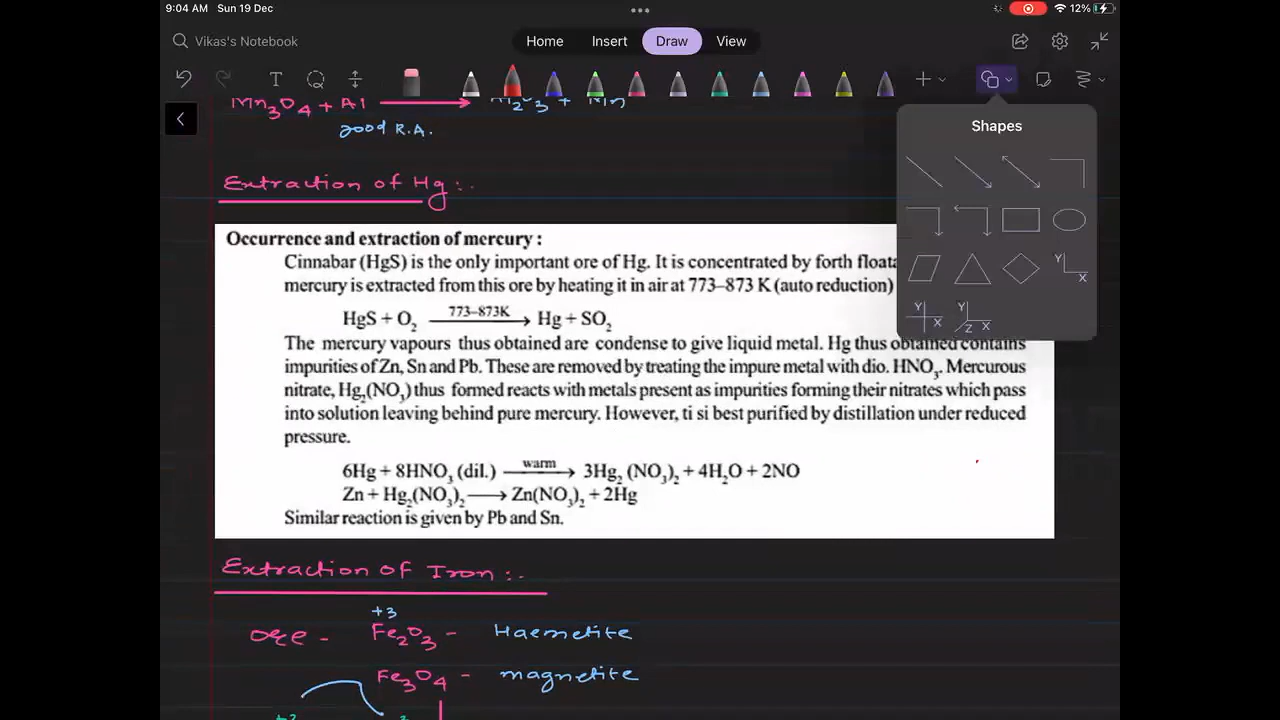 9:04 AM Sun 19 Dec
12%
Vikas's Notebook
Home Insert Draw View
T
Mn3O4 + Al
good R.A.
Shapes
Y X
Y X Y Z X
Extraction of Hg :-
Occurrence and extraction of mercury :
Cinnabar (HgS) is the only important ore of Hg. It is concentrated by forth
mercury is extracted from this ore by heating it in air at 773–873 K (auto reduction)
HgS + O2 773–873K → Hg + SO2
The mercury vapours thus obtained are condense to give liquid metal. Hg thus obtained contains
impurities of Zn, Sn and Pb. These are removed by treating the impure metal with dio. HNO3. Mercurous
nitrate, Hg2(NO3) thus formed reacts with metals present as impurities forming their nitrates which pass
into solution leaving behind pure mercury. However, ti si best purified by distillation under reduced
pressure.
6Hg + 8HNO3 (dil.) warm → 3Hg2 (NO3)2 + 4H2O + 2NO
Zn + Hg2(NO3)2 → Zn(NO3)2 + 2Hg
Similar reaction is given by Pb and Sn.
Extraction of Iron :-
+3
Ore - Fe2O3 - Haemetite
Fe3O4 - magnetite